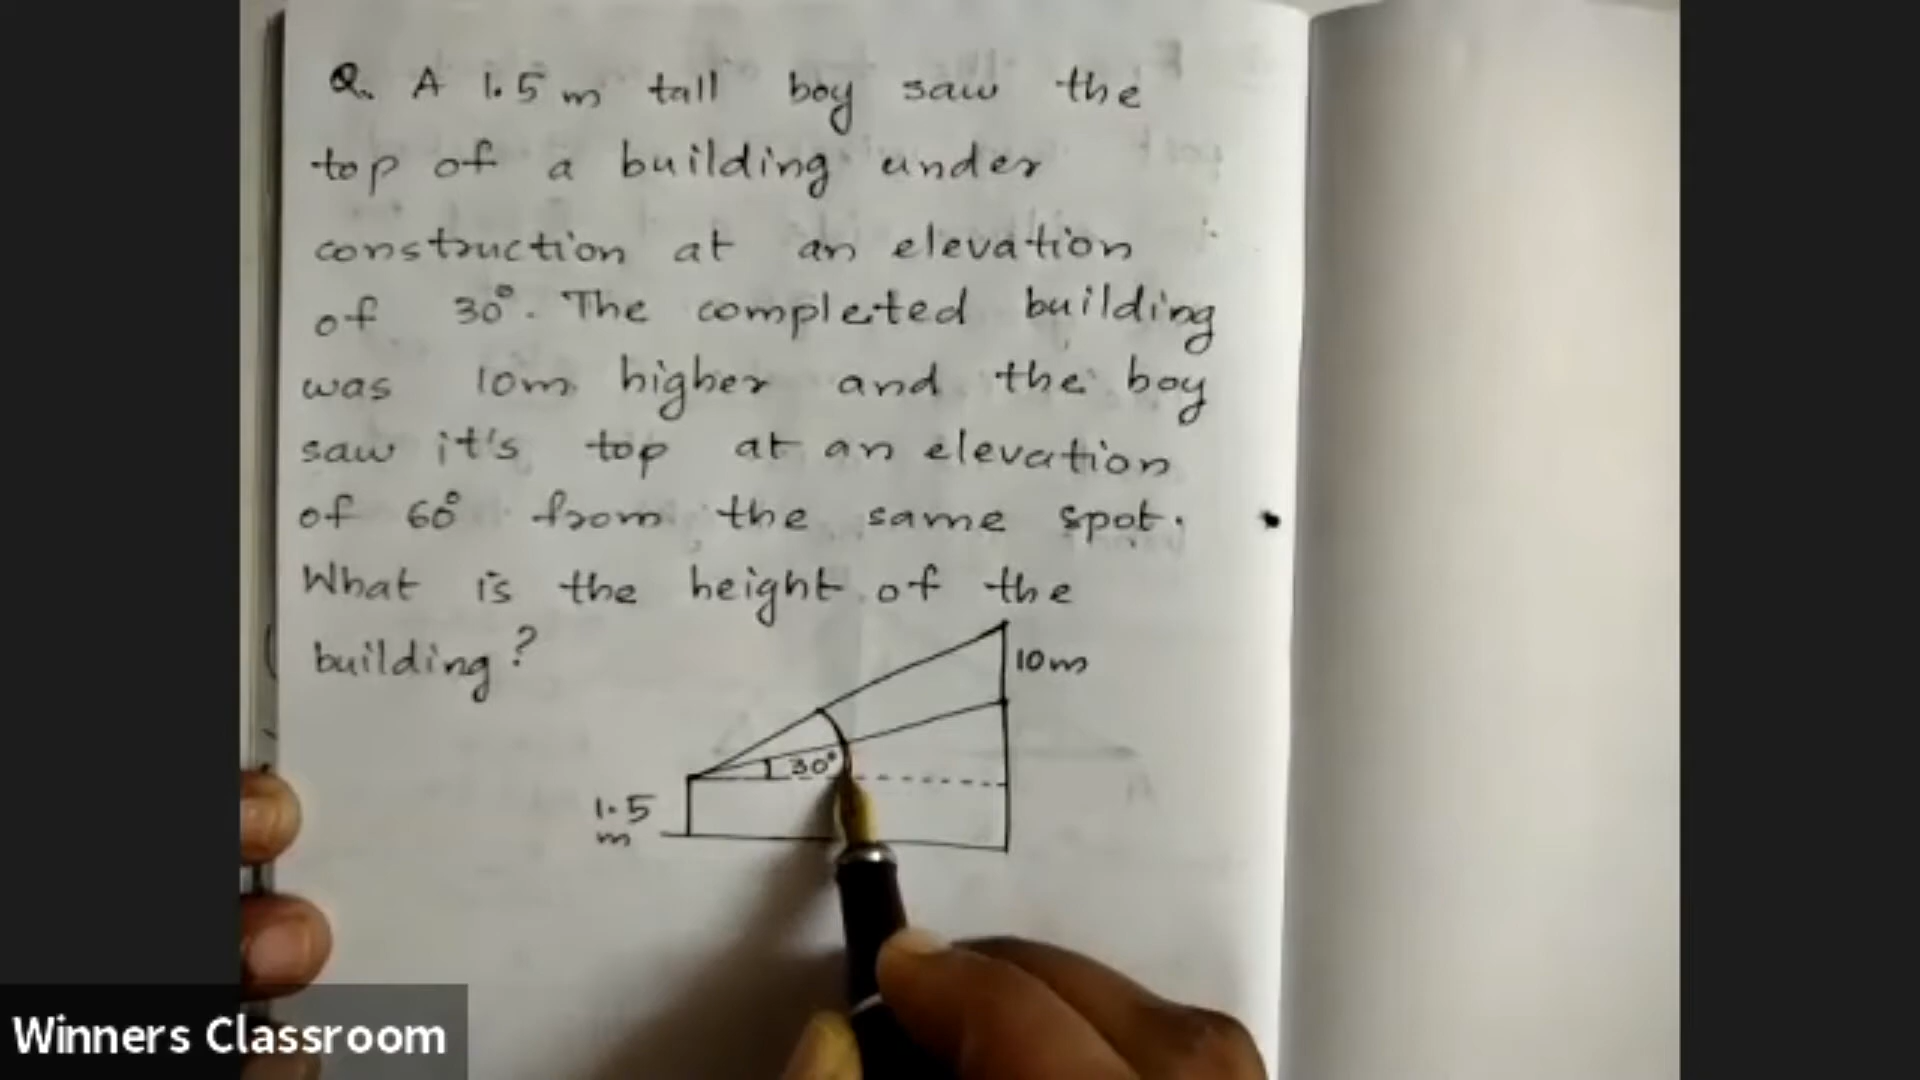 Q. A 1.5 m tall boy saw the
top of a building under
construction at an elevation
of 30°. The completed building
was 10m higher and the boy
saw it's top at an elevation
of 60° from the same spot.
What is the height of the
building?
10m
30°
1.5
m
Winners Classroom